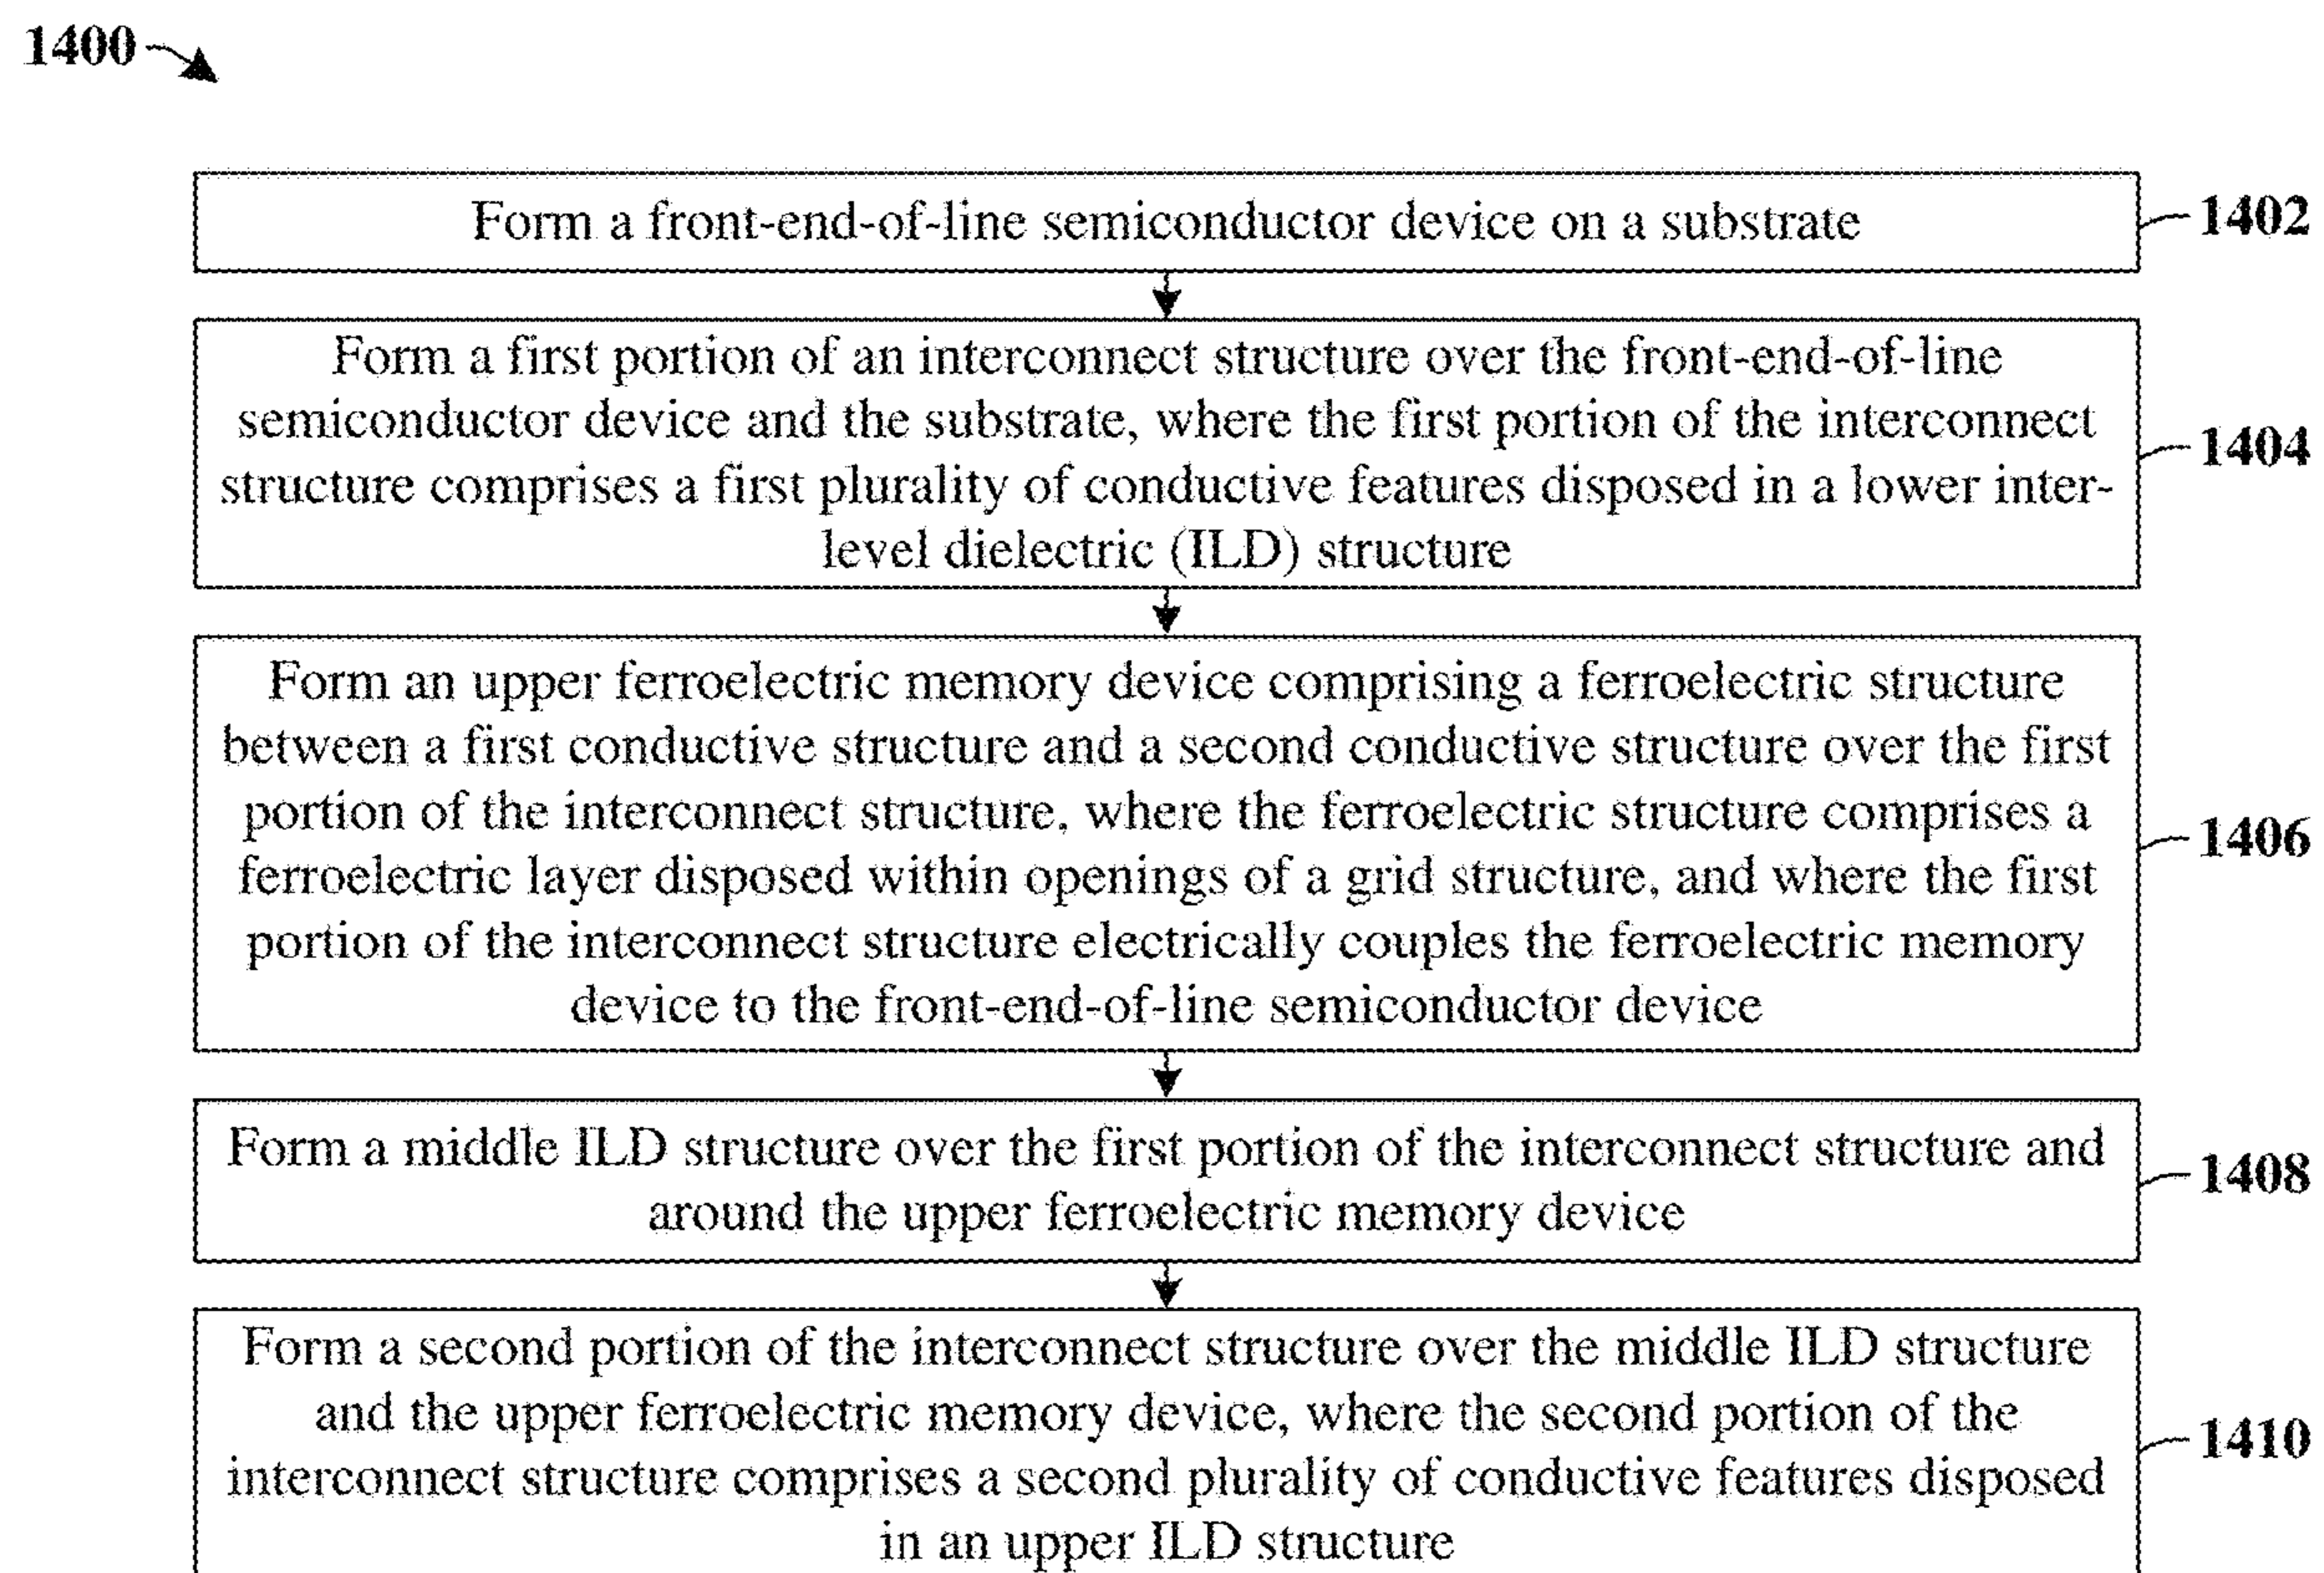 1400
Form a front-end-of-line semiconductor device on a substrate
1402
Form a first portion of an interconnect structure over the front-end-of-line
semiconductor device and the substrate, where the first portion of the interconnect
structure comprises a first plurality of conductive features disposed in a lower inter-
level dielectric (ILD) structure
1404
Form an upper ferroelectric memory device comprising a ferroelectric structure
between a first conductive structure and a second conductive structure over the first
portion of the interconnect structure, where the ferroelectric structure comprises a
ferroelectric layer disposed within openings of a grid structure, and where the first
portion of the interconnect structure electrically couples the ferroelectric memory
device to the front-end-of-line semiconductor device
1406
Form a middle ILD structure over the first portion of the interconnect structure and
around the upper ferroelectric memory device
1408
Form a second portion of the interconnect structure over the middle ILD structure
and the upper ferroelectric memory device, where the second portion of the
interconnect structure comprises a second plurality of conductive features disposed
in an upper ILD structure
1410